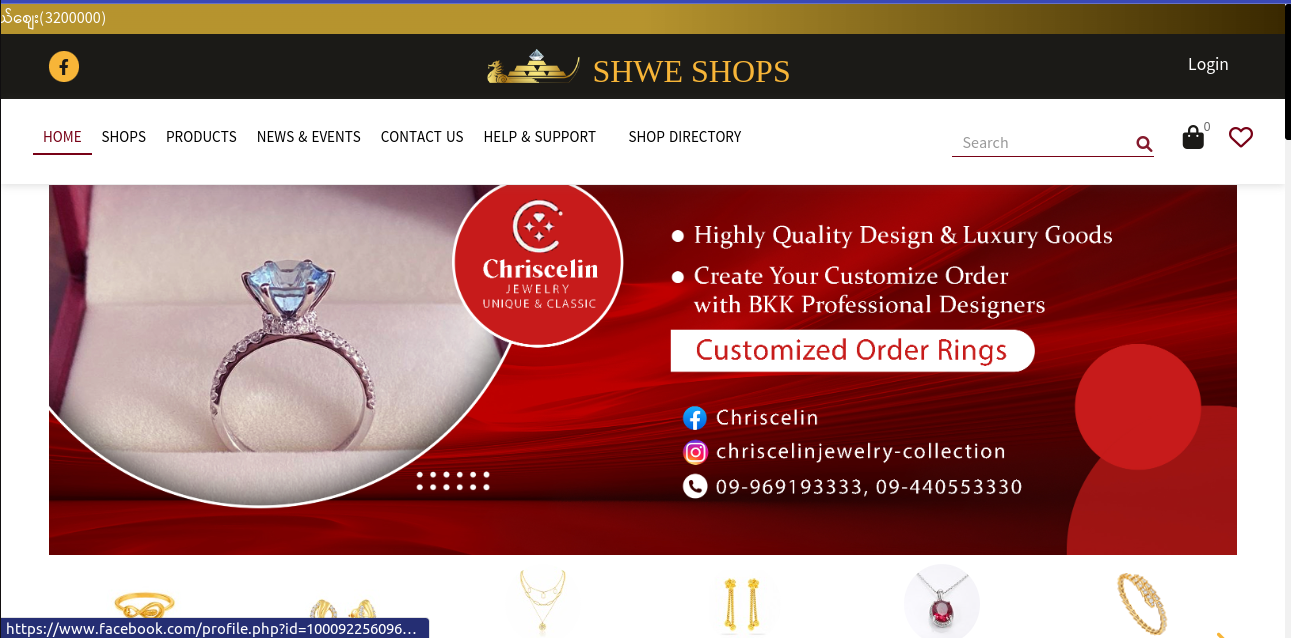 ယ်ဈေး(3200000)
SHWE SHOPS
Login
HOME SHOPS PRODUCTS NEWS & EVENTS CONTACT US HELP & SUPPORT SHOP DIRECTORY
Search
0
Chriscelin
JEWELRY
UNIQUE & CLASSIC
Highly Quality Design & Luxury Goods
Create Your Customize Order
with BKK Professional Designers
Customized Order Rings
Chriscelin
chriscelinjewelry-collection
09-969193333, 09-440553330
https://www.facebook.com/profile.php?id=100092256096…